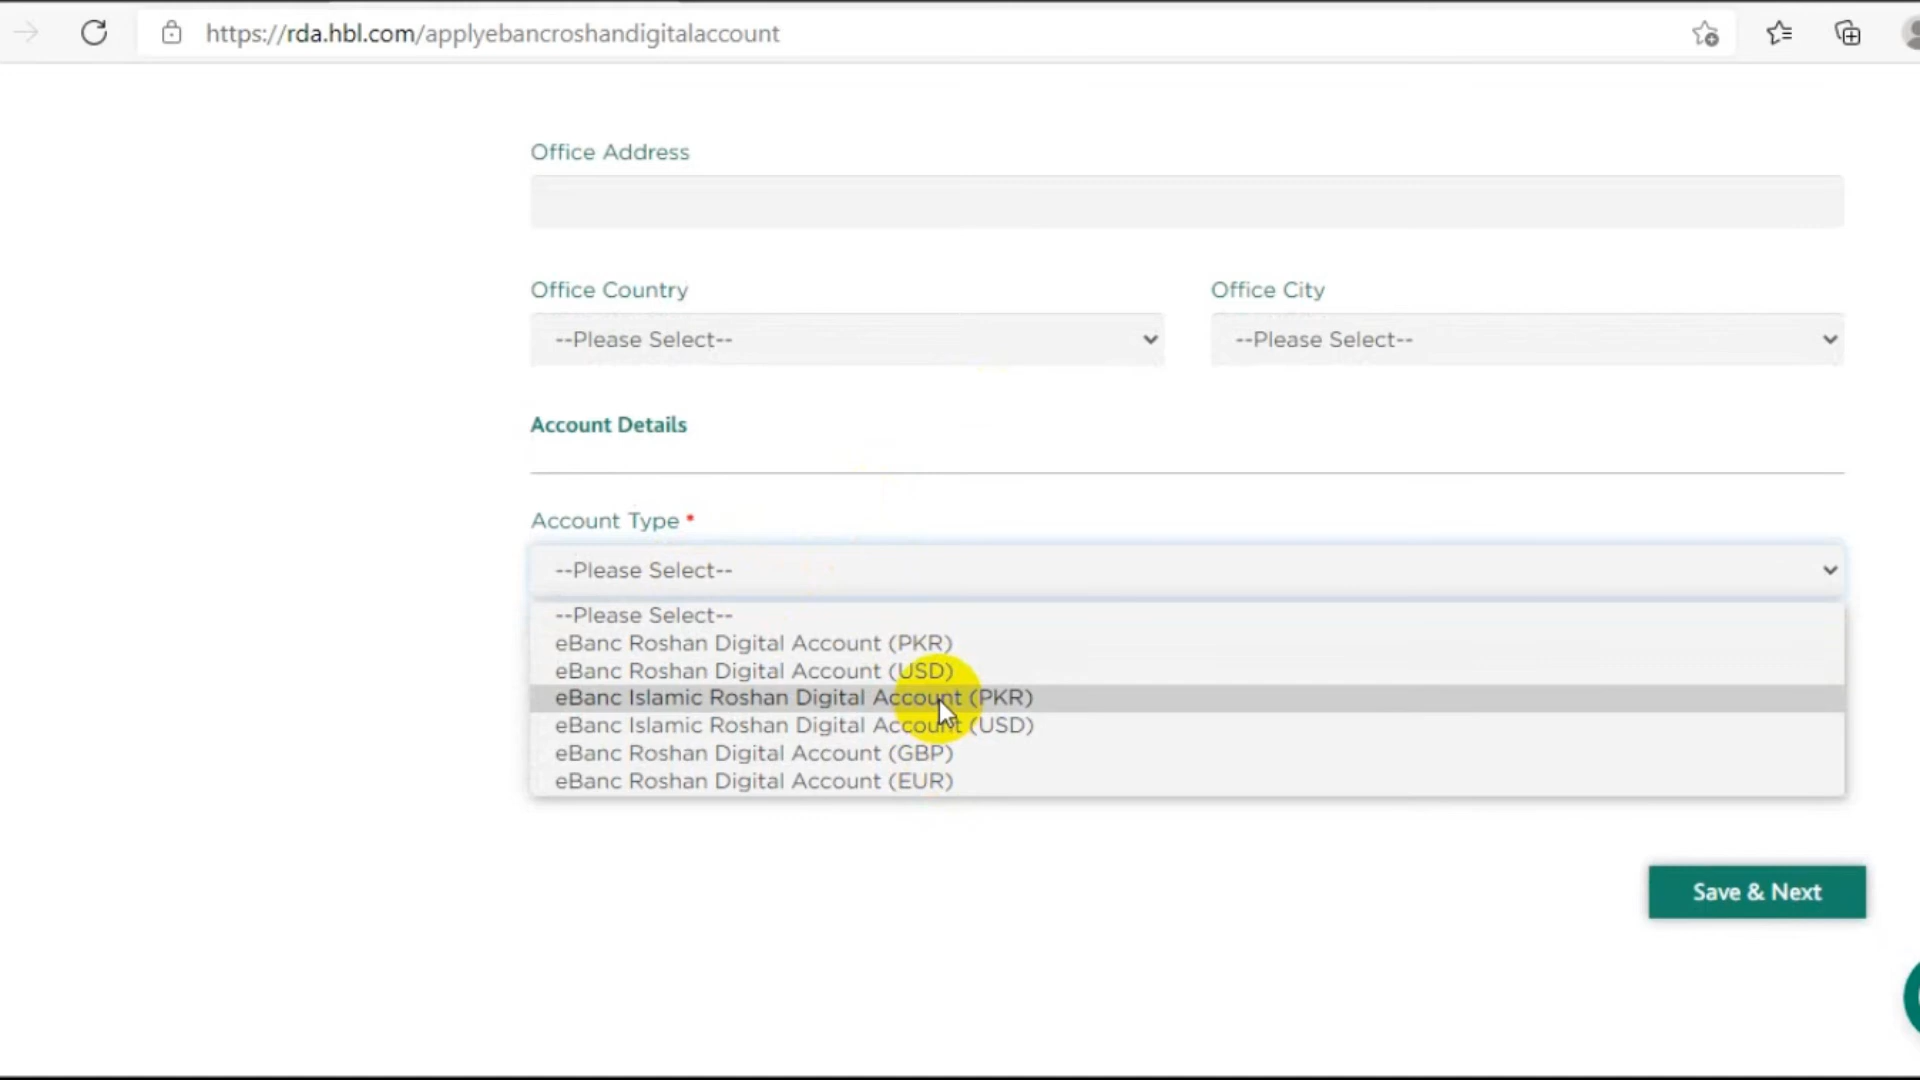 https://rda.hbl.com/applyebancroshandigitalaccount
Office Address
Office Country
Office City
--Please Select--
--Please Select--
Account Details
Account Type *
--Please Select--
--Please Select--
eBanc Roshan Digital Account (PKR)
eBanc Roshan Digital Account (USD)
eBanc Islamic Roshan Digital Account (PKR)
eBanc Islamic Roshan Digital Account (USD)
eBanc Roshan Digital Account (GBP)
eBanc Roshan Digital Account (EUR)
Save & Next